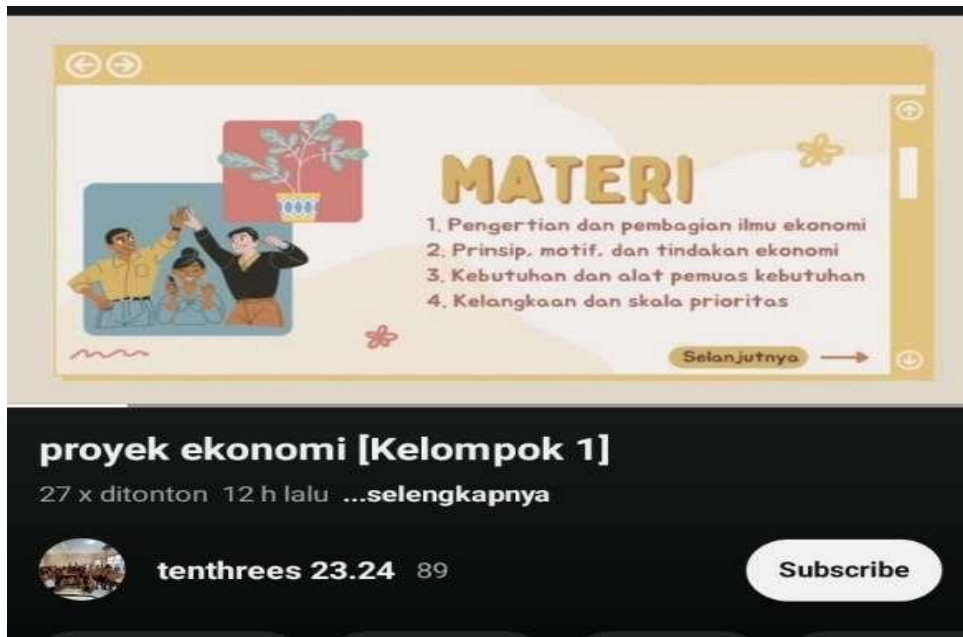 MATERI
1. Pengertian dan pembagian ilmu ekonomi
2. Prinsip, motif, dan tindakan ekonomi
3. Kebutuhan dan alat pemuas kebutuhan
4. Kelangkaan dan skala prioritas
Selanjutnya
proyek ekonomi [Kelompok 1]
27 x ditonton 12 h lalu ...selengkapnya
tenthrees 23.24 89
Subscribe